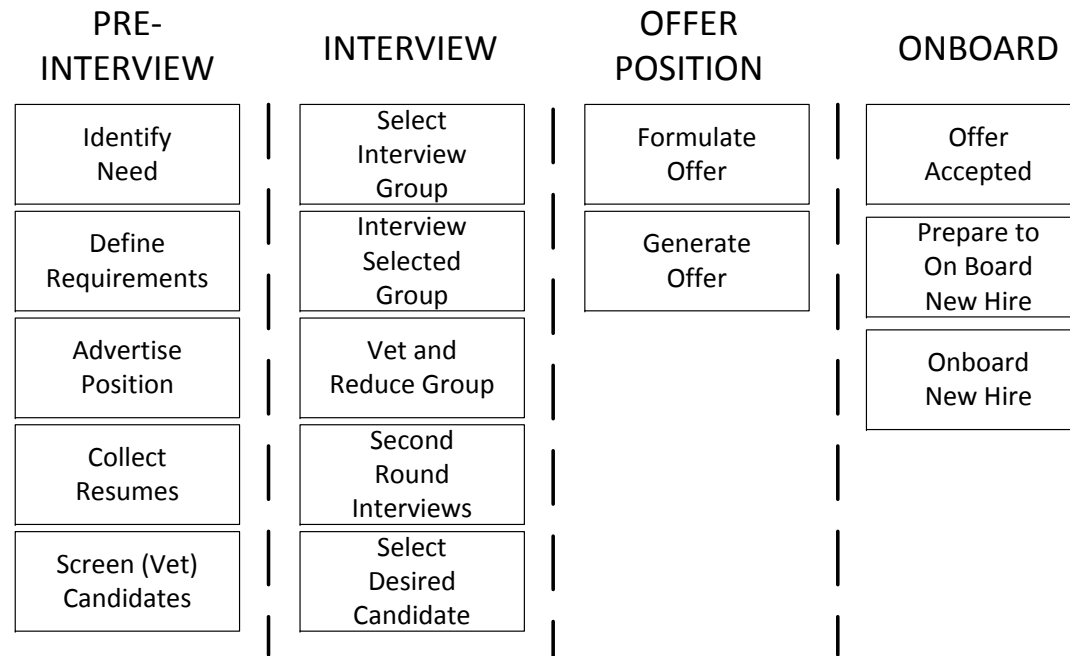 PRE-
INTERVIEW
Identify
Need
Define
Requirements
Advertise
Position
Collect
Resumes
Screen (Vet)
Candidates
INTERVIEW
Select
Interview
Group
Interview
Selected
Group
Vet and
Reduce Group
Second
Round
Interviews
Select
Desired
Candidate
OFFER
POSITION
Formulate
Offer
Generate
Offer
ONBOARD
Offer
Accepted
Prepare to
On Board
New Hire
Onboard
New Hire